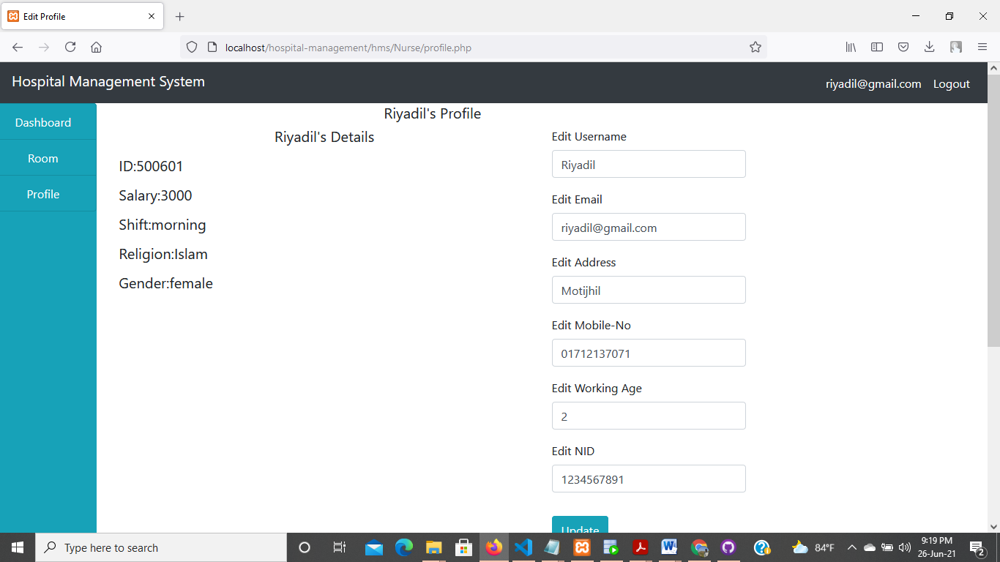 Edit Profile
localhost/hospital-management/hms/Nurse/profile.php
Hospital Management System
riyadil@gmail.com Logout
Dashboard
Room
Profile
Riyadil's Profile
Riyadil's Details
ID:500601
Salary:3000
Shift:morning
Religion:Islam
Gender:female
Edit Username
Riyadil
Edit Email
riyadil@gmail.com
Edit Address
Motijhil
Edit Mobile-No
01712137071
Edit Working Age
2
Edit NID
1234567891
Update
Type here to search
84°F
9:19 PM
26-Jun-21
2